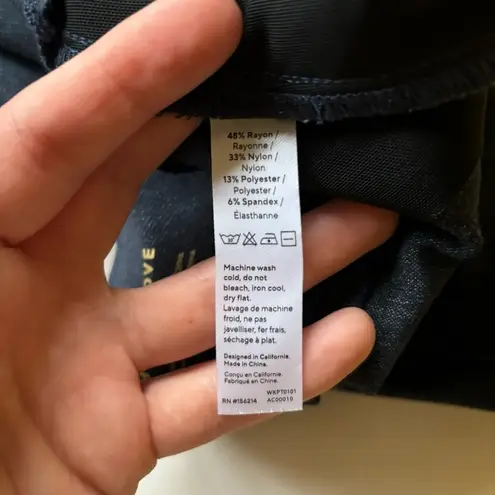 48% Rayon /
Rayonne /
33% Nylon /
Nylon
13% Polyester /
Polyester /
6% Spandex /
Élasthanne
Machine wash
cold, do not
bleach, iron cool,
dry flat.
Lavage de machine
froid, ne pas
javelliser, fer frais,
séchage à plat.
Designed in California.
Made in China.
Conçu en Californie.
Fabriqué en Chine.
WKPT0101
RN #156214 AC00010
OVE